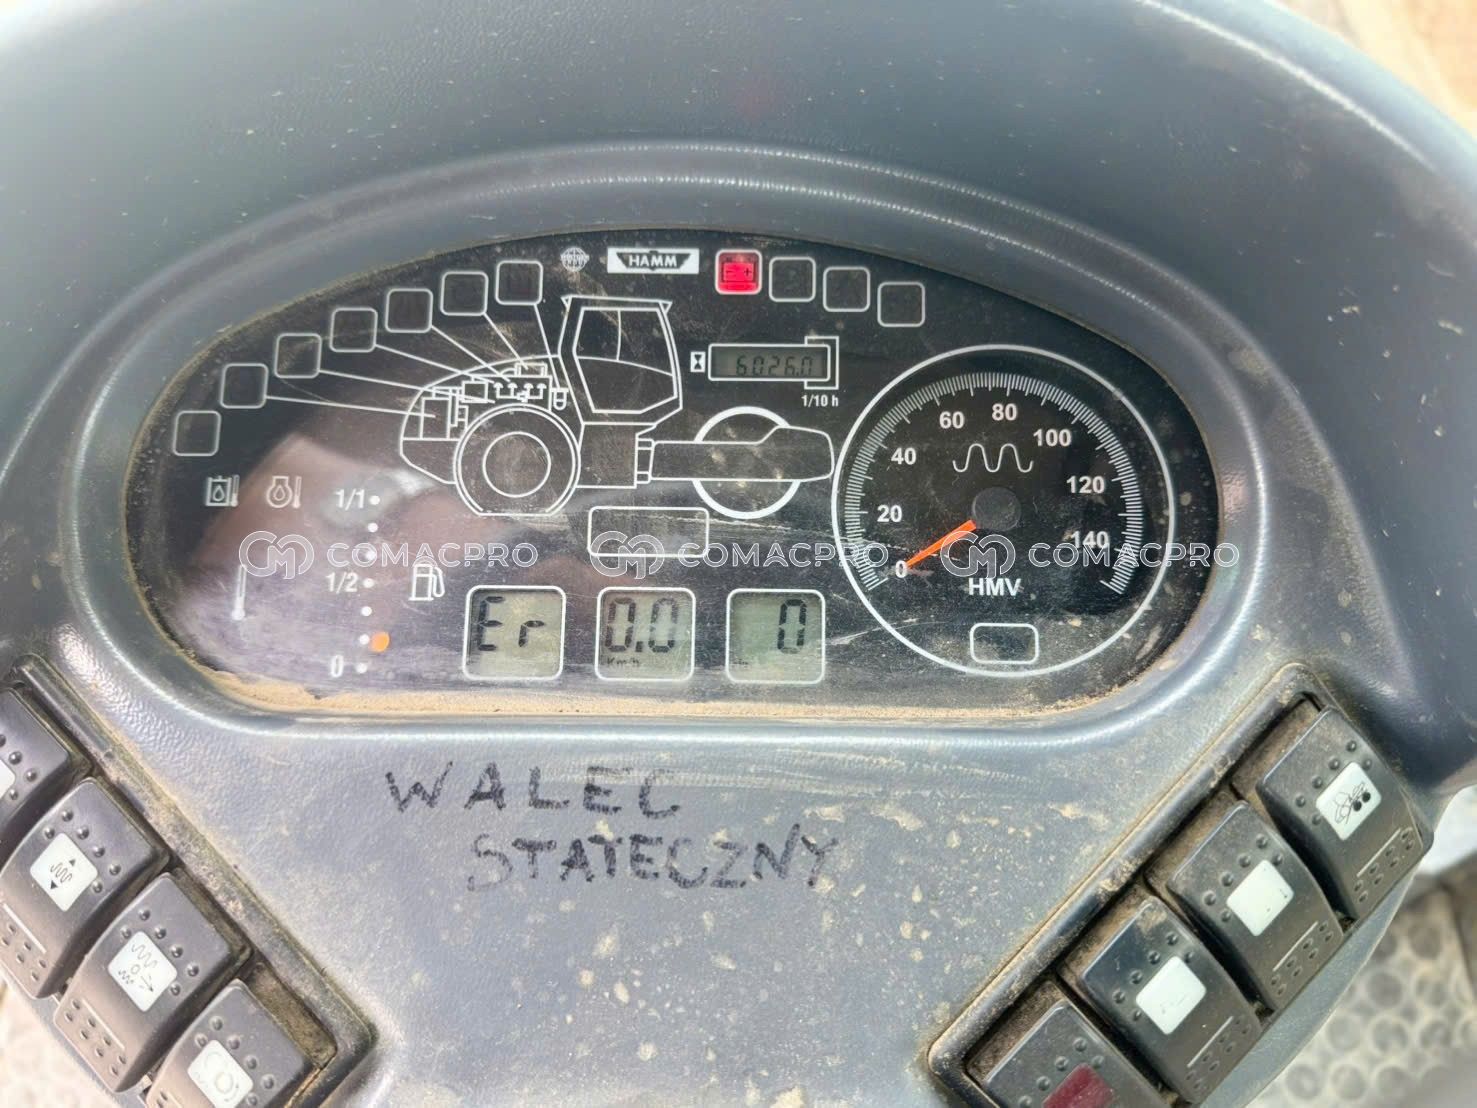 HAMM
6026.0
1/10 h
1/1
1/2
0
Er
0.0
km/h
0
0
20
40
60
80
100
120
140
HMV
COMACPRO COMACPRO COMACPRO
WALEC
STATECZNY